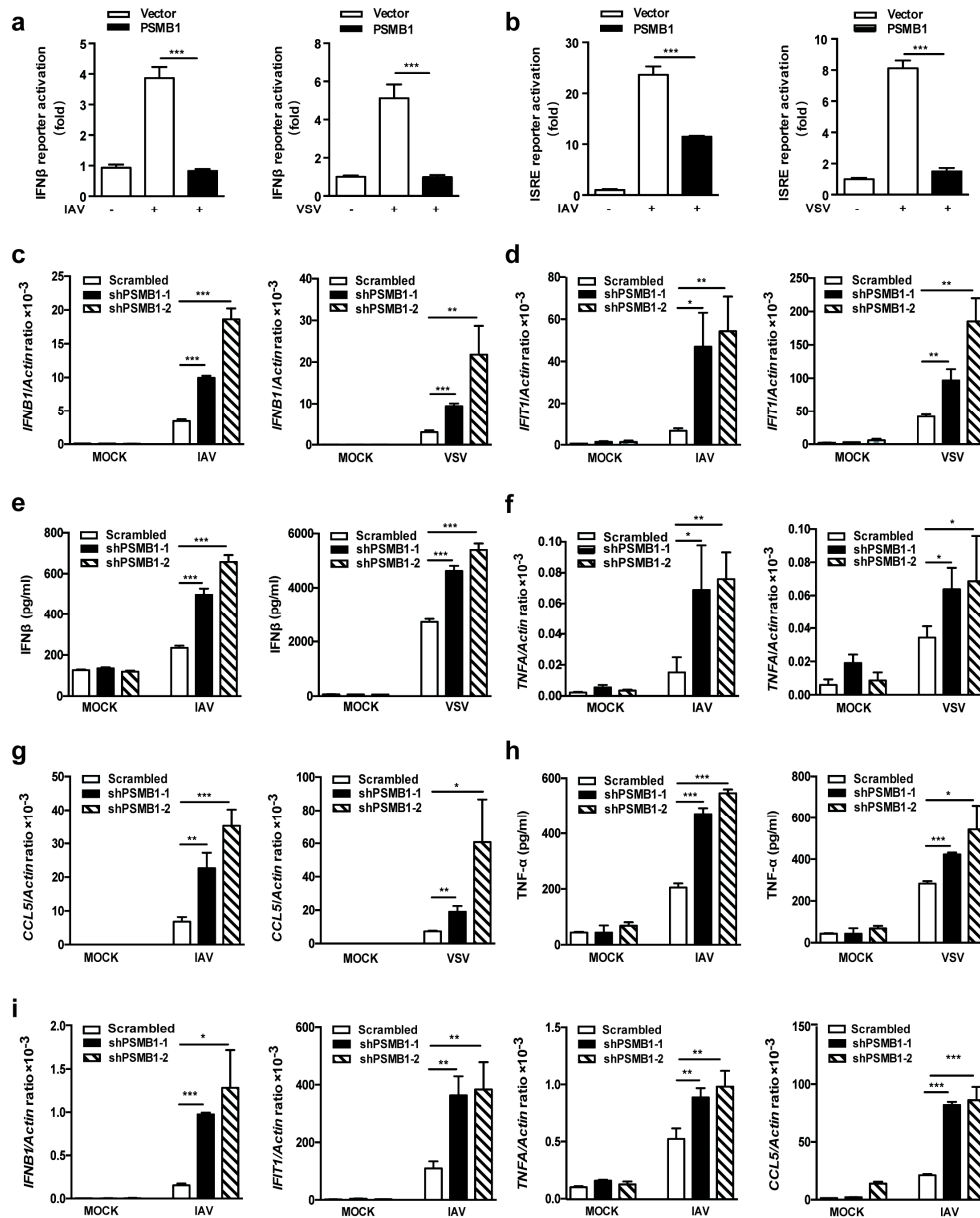 a
Vector
PSMB1
IFNβ reporter activation
(fold)
5
4
3
2
1
0
***
IAV - + +
IFNβ reporter activation
(fold)
8
6
4
2
0
***
VSV - + +
b
Vector
PSMB1
ISRE reporter activation
(fold)
30
20
10
0
***
IAV - + +
ISRE reporter activation
(fold)
10
8
6
4
2
0
***
VSV - + +
c
Scrambled
shPSMB1-1
shPSMB1-2
IFNB1/Actin ratio ×10-3
25
20
15
10
5
0
***
***
MOCK IAV
Scrambled
shPSMB1-1
shPSMB1-2
IFNB1/Actin ratio ×10-3
40
30
20
10
0
**
***
MOCK VSV
d
Scrambled
shPSMB1-1
shPSMB1-2
IFIT1/Actin ratio ×10-3
80
60
40
20
0
**
*
MOCK IAV
Scrambled
shPSMB1-1
shPSMB1-2
IFIT1/Actin ratio ×10-3
250
200
150
100
50
0
**
**
MOCK VSV
e
Scrambled
shPSMB1-1
shPSMB1-2
IFNβ (pg/ml)
800
600
400
200
0
***
***
MOCK IAV
Scrambled
shPSMB1-1
shPSMB1-2
IFNβ (pg/ml)
6000
4000
2000
0
***
***
MOCK VSV
f
Scrambled
shPSMB1-1
shPSMB1-2
TNFA/Actin ratio ×10-3
0.10
0.08
0.06
0.04
0.02
0.00
**
*
MOCK IAV
Scrambled
shPSMB1-1
shPSMB1-2
TNFA/Actin ratio ×10-3
0.10
0.08
0.06
0.04
0.02
0.00
*
*
MOCK VSV
g
Scrambled
shPSMB1-1
shPSMB1-2
CCL5/Actin ratio ×10-3
50
40
30
20
10
0
***
**
MOCK IAV
Scrambled
shPSMB1-1
shPSMB1-2
CCL5/Actin ratio ×10-3
100
80
60
40
20
0
*
**
MOCK VSV
h
Scrambled
shPSMB1-1
shPSMB1-2
TNF-α (pg/ml)
600
400
200
0
***
***
MOCK IAV
Scrambled
shPSMB1-1
shPSMB1-2
TNF-α (pg/ml)
800
600
400
200
0
*
***
MOCK VSV
i
Scrambled
shPSMB1-1
shPSMB1-2
IFNB1/Actin ratio ×10-3
2.0
1.5
1.0
0.5
0.0
*
***
MOCK IAV
Scrambled
shPSMB1-1
shPSMB1-2
IFIT1/Actin ratio ×10-3
600
400
200
0
**
**
MOCK IAV
Scrambled
shPSMB1-1
shPSMB1-2
TNFA/Actin ratio ×10-3
1.5
1.0
0.5
0.0
**
**
MOCK IAV
Scrambled
shPSMB1-1
shPSMB1-2
CCL5/Actin ratio ×10-3
150
100
50
0
***
***
MOCK IAV